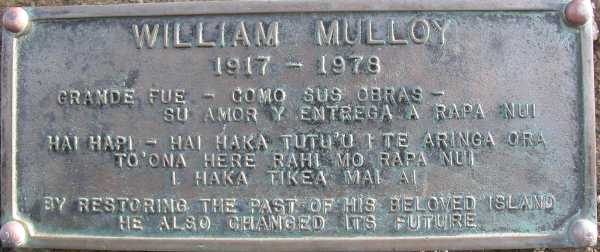 WILLIAM MULLOY
1917 - 1978
GRANDE FUE - COMO SUS OBRAS -
SU AMOR Y ENTREGA A RAPA NUI
HAI HAPI - HAI HAKA TUTU'U I TE ARINGA ORA
TO'ONA HERE RAHI MO RAPA NUI
I HAKA TIKEA MAI AI
BY RESTORING THE PAST OF HIS BELOVED ISLAND
HE ALSO CHANGED ITS FUTURE